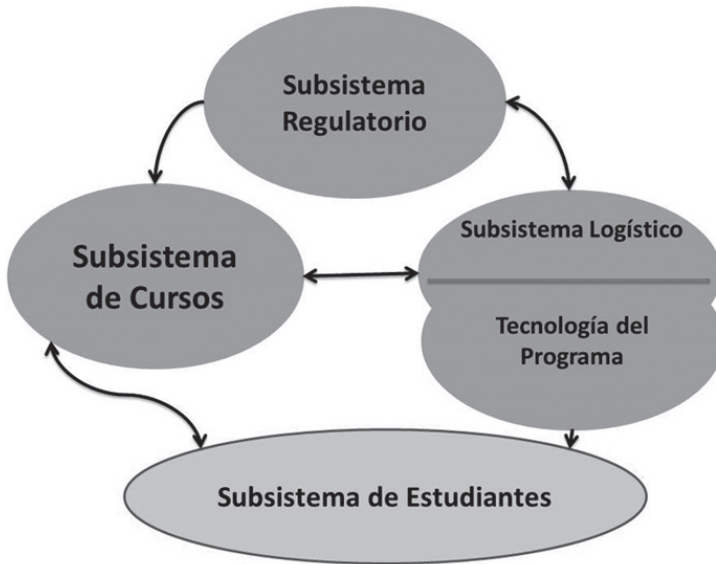 Subsistema
Regulatorio
Subsistema Logístico
Subsistema
de Cursos
Tecnología del
Programa
Subsistema de Estudiantes